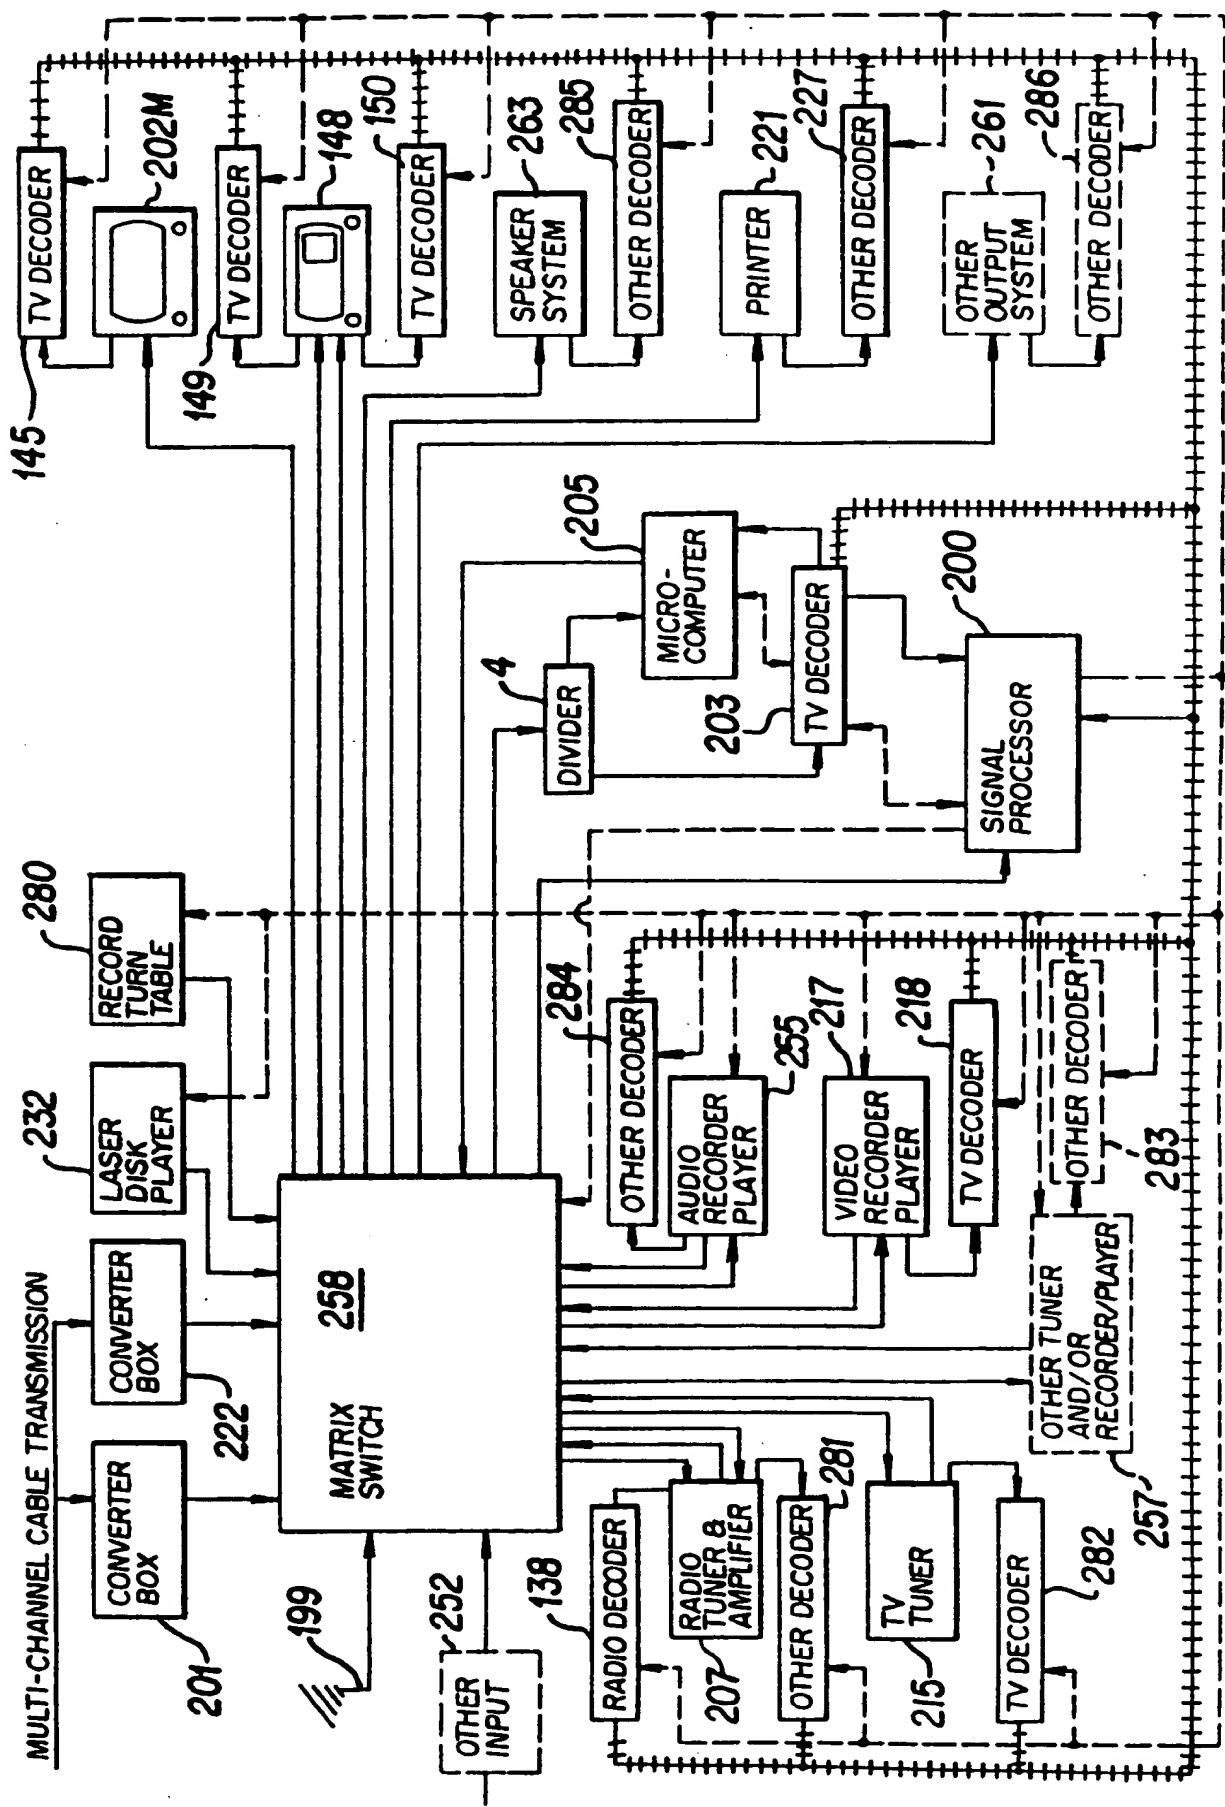 MULTI-CHANNEL CABLE TRANSMISSION
CONVERTER
BOX
201
CONVERTER
BOX
222
LASER
DISK
PLAYER
232
RECORD
TURN
TABLE
280
199
OTHER
INPUT
252
MATRIX
SWITCH
258
RADIO DECODER
138
RADIO
TUNER &
AMPLIFIER
207
OTHER DECODER
281
TV
TUNER
215
TV DECODER
282
OTHER DECODER
284
AUDIO
RECORDER
PLAYER
255
VIDEO
RECORDER
PLAYER
217
TV DECODER
218
OTHER TUNER
AND/OR
RECORDER/PLAYER
257
OTHER DECODER
283
DIVIDER
4
MICRO-
COMPUTER
205
TV DECODER
203
SIGNAL
PROCESSOR
200
TV DECODER
145
202M
TV DECODER
149
148
TV DECODER
150
SPEAKER
SYSTEM
263
OTHER DECODER
285
PRINTER
221
OTHER DECODER
227
OTHER
OUTPUT
SYSTEM
261
OTHER DECODER
286